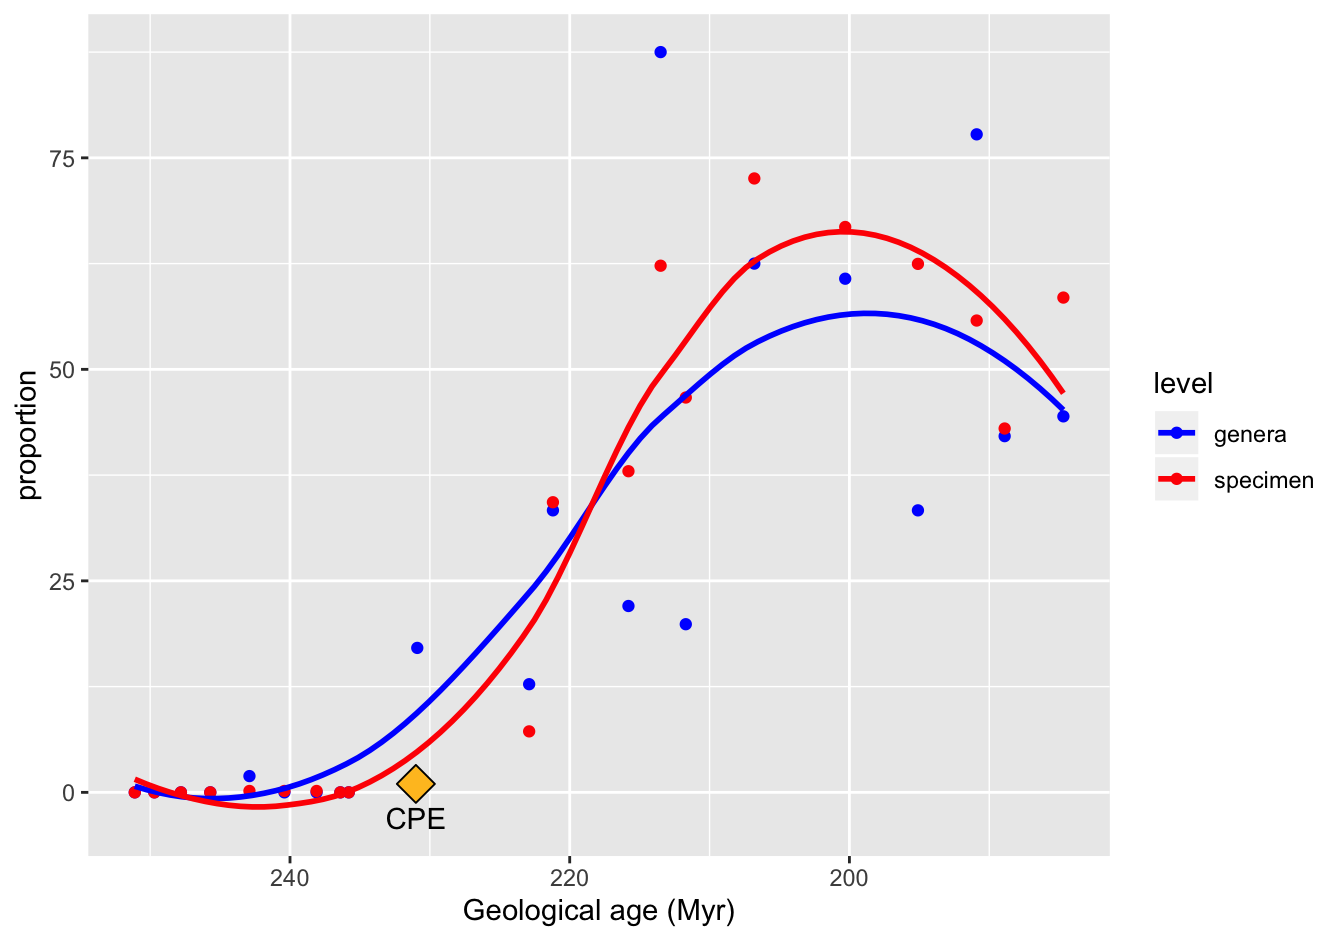 75
50
25
0
proportion
CPE
240
220
200
Geological age (Myr)
level
genera
specimen